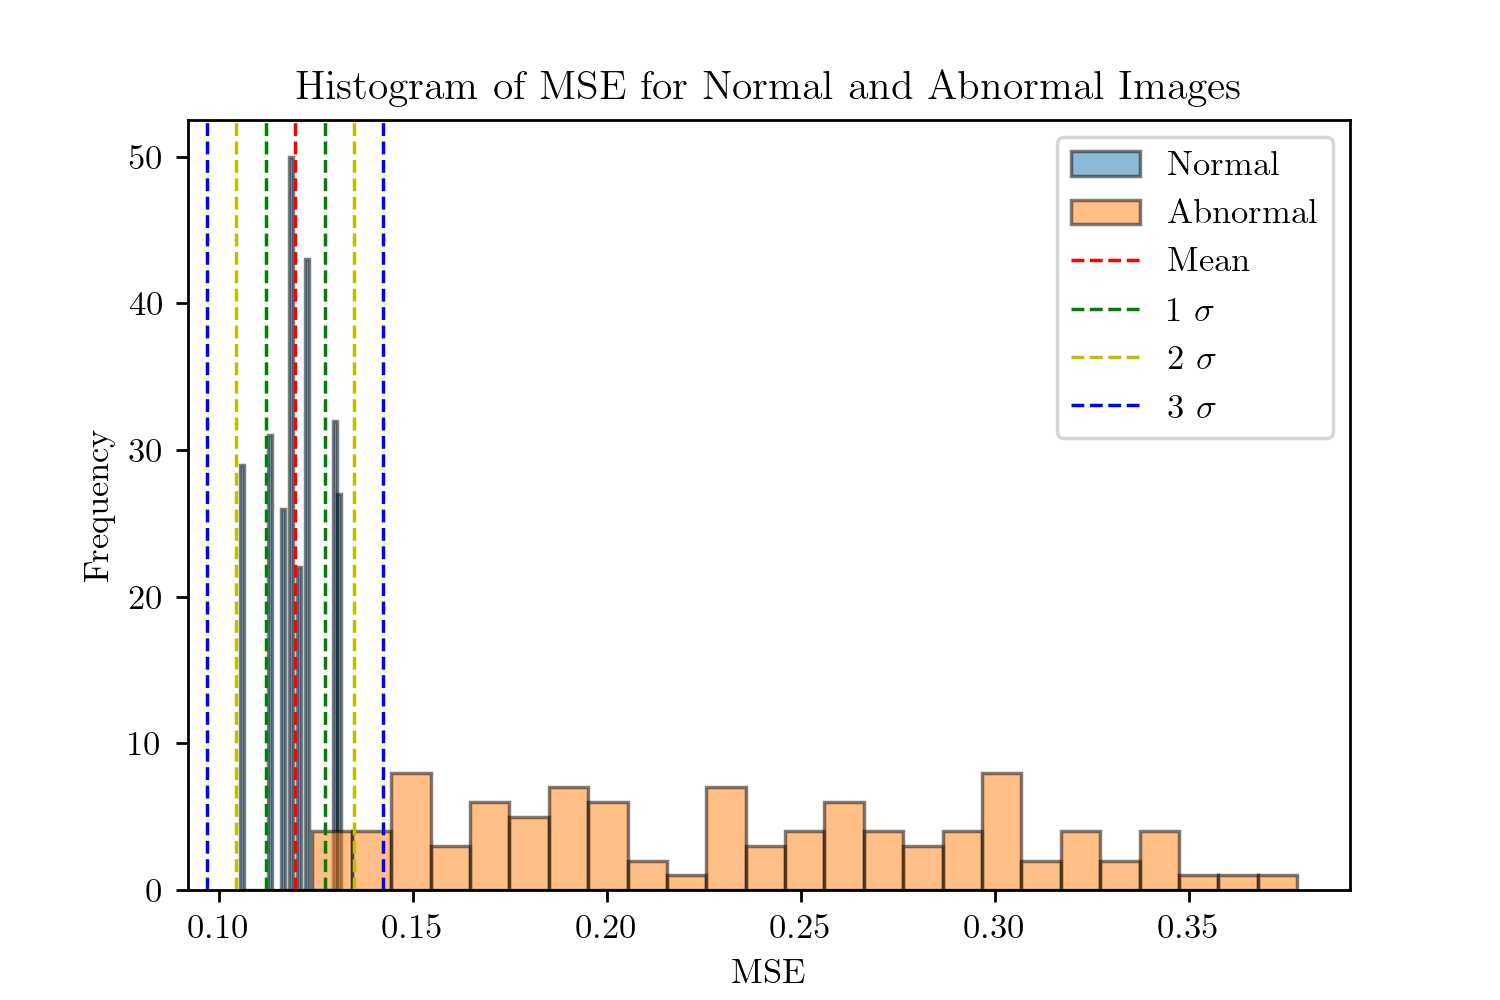 Histogram of MSE for Normal and Abnormal Images
Normal
Abnormal
Mean
1 σ
2 σ
3 σ
Frequency
50
40
30
20
10
0
0.10 0.15 0.20 0.25 0.30 0.35
MSE